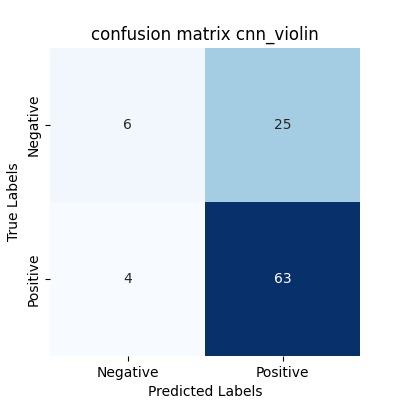 confusion matrix cnn_violin
True Labels
Negative
6 25
Positive
4 63
Negative Positive
Predicted Labels